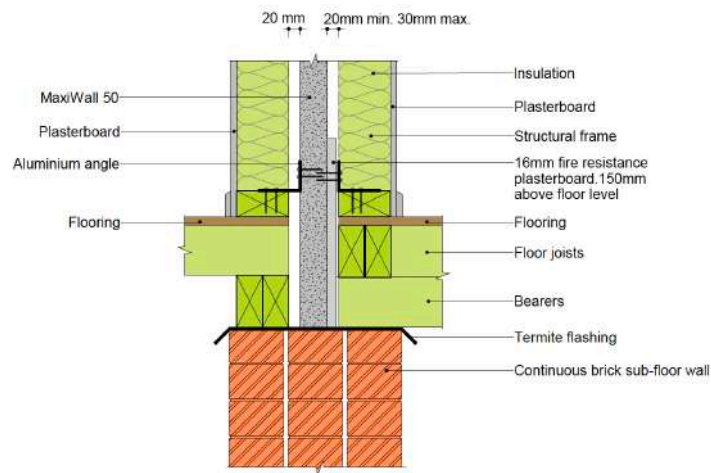 20 mm
20mm min. 30mm max.
MaxiWall 50
Plasterboard
Aluminium angle
Flooring
Insulation
Plasterboard
Structural frame
16mm fire resistance
plasterboard.150mm
above floor level
Flooring
Floor joists
Bearers
Termite flashing
Continuous brick sub-floor wall